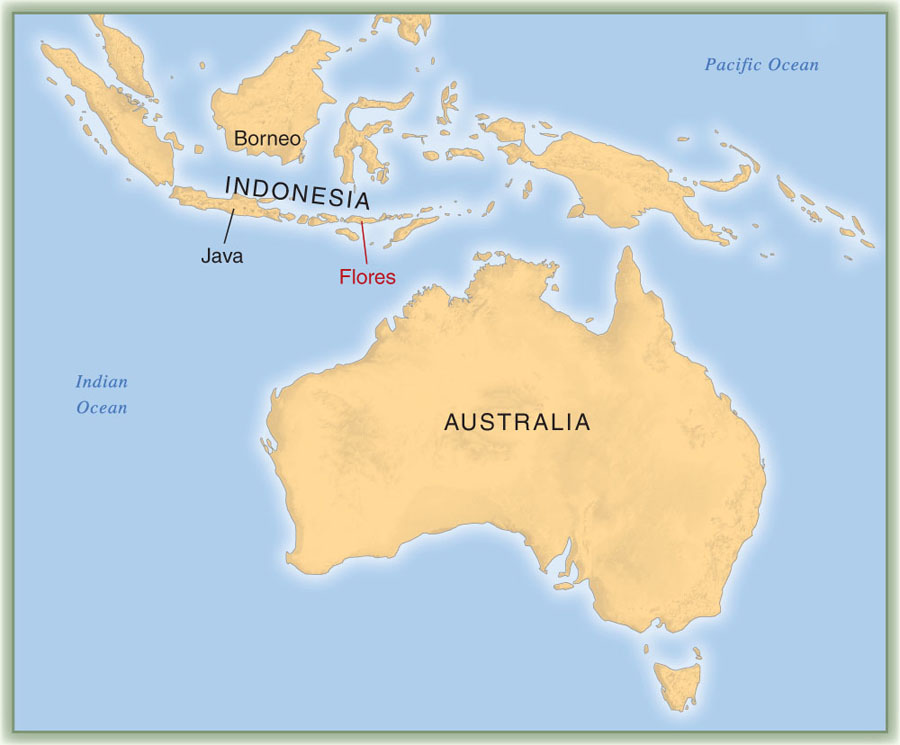 Pacific Ocean
Borneo
INDONESIA
Java
Flores
Indian
Ocean
AUSTRALIA